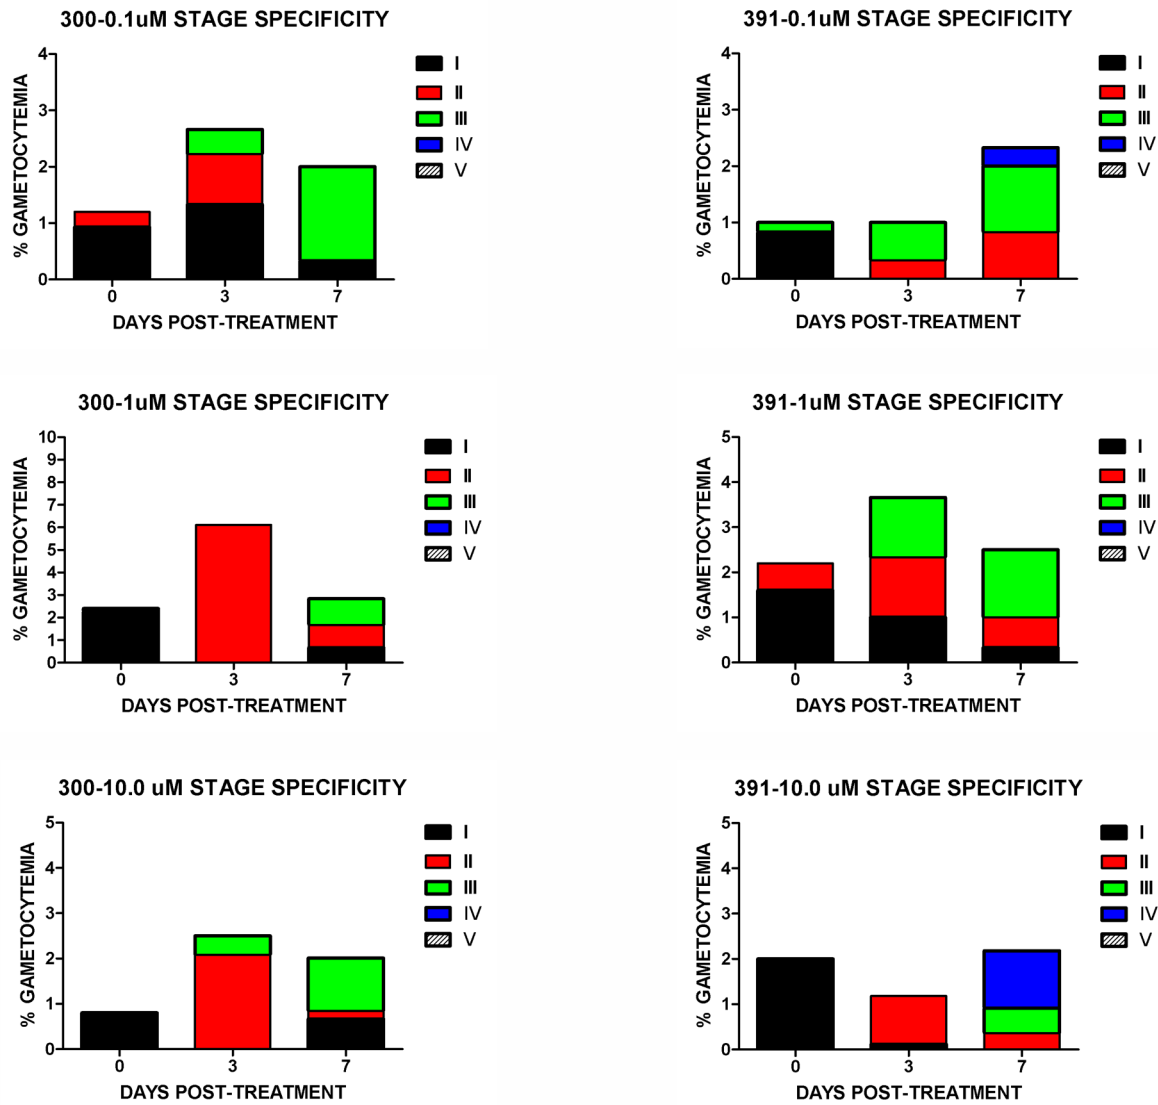 300-0.1uM STAGE SPECIFICITY
% GAMETOCYTEMIA
4
3
2
1
0
0 3 7
DAYS POST-TREATMENT
I
II
III
IV
V
391-0.1uM STAGE SPECIFICITY
% GAMETOCYTEMIA
4
3
2
1
0
0 3 7
DAYS POST-TREATMENT
I
II
III
IV
V
300-1uM STAGE SPECIFICITY
% GAMETOCYTEMIA
10
9
8
7
6
5
4
3
2
1
0
0 3 7
DAYS POST-TREATMENT
I
II
III
IV
V
391-1uM STAGE SPECIFICITY
% GAMETOCYTEMIA
5
4
3
2
1
0
0 3 7
DAYS POST-TREATMENT
I
II
III
IV
V
300-10.0 uM STAGE SPECIFICITY
% GAMETOCYTEMIA
5
4
3
2
1
0
0 3 7
DAYS POST-TREATMENT
I
II
III
IV
V
391-10.0 uM STAGE SPECIFICITY
% GAMETOCYTEMIA
5
4
3
2
1
0
0 3 7
DAYS POST-TREATMENT
I
II
III
IV
V